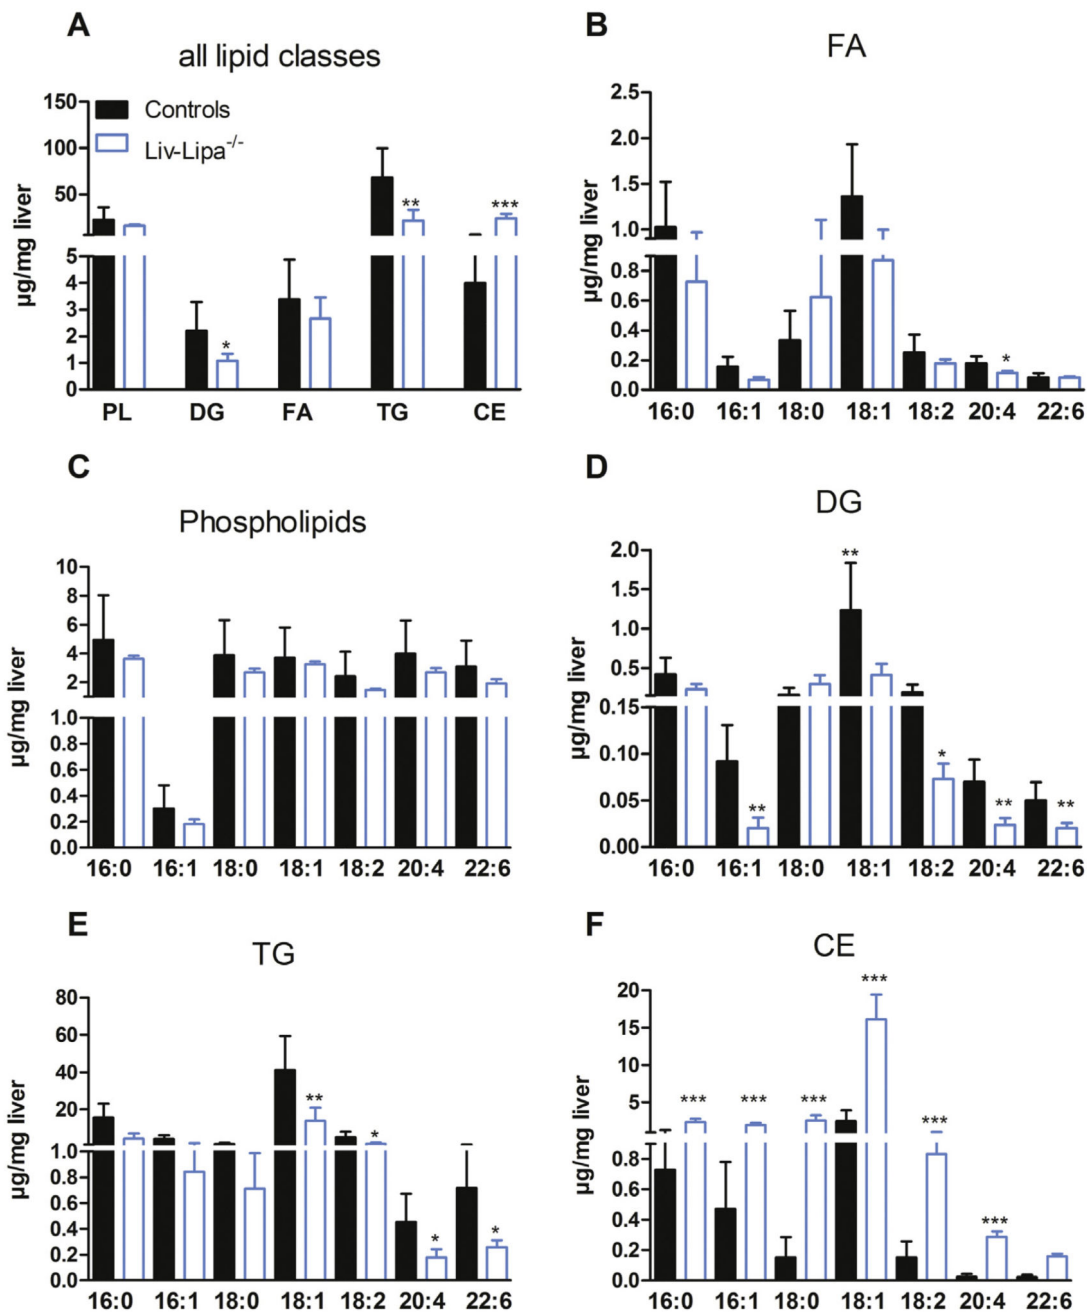 A
all lipid classes
150
100
50
5
4
3
2
1
0
µg/mg liver
Controls
Liv-Lipa-/-
*
**
***
PL DG FA TG CE
B
FA
2.5
2.0
1.5
1.0
0.8
0.6
0.4
0.2
0.0
µg/mg liver
*
16:0 16:1 18:0 18:1 18:2 20:4 22:6
C
Phospholipids
10
8
6
4
2
1.0
0.8
0.6
0.4
0.2
0.0
µg/mg liver
16:0 16:1 18:0 18:1 18:2 20:4 22:6
D
DG
2.0
1.5
1.0
0.5
0.15
0.10
0.05
0.00
µg/mg liver
** ** * ** **
16:0 16:1 18:0 18:1 18:2 20:4 22:6
E
TG
80
60
40
20
1.0
0.8
0.6
0.4
0.2
0.0
µg/mg liver
** * * *
16:0 16:1 18:0 18:1 18:2 20:4 22:6
F
CE
20
15
10
5
0.8
0.6
0.4
0.2
0.0
µg/mg liver
*** *** *** *** *** ***
16:0 16:1 18:0 18:1 18:2 20:4 22:6